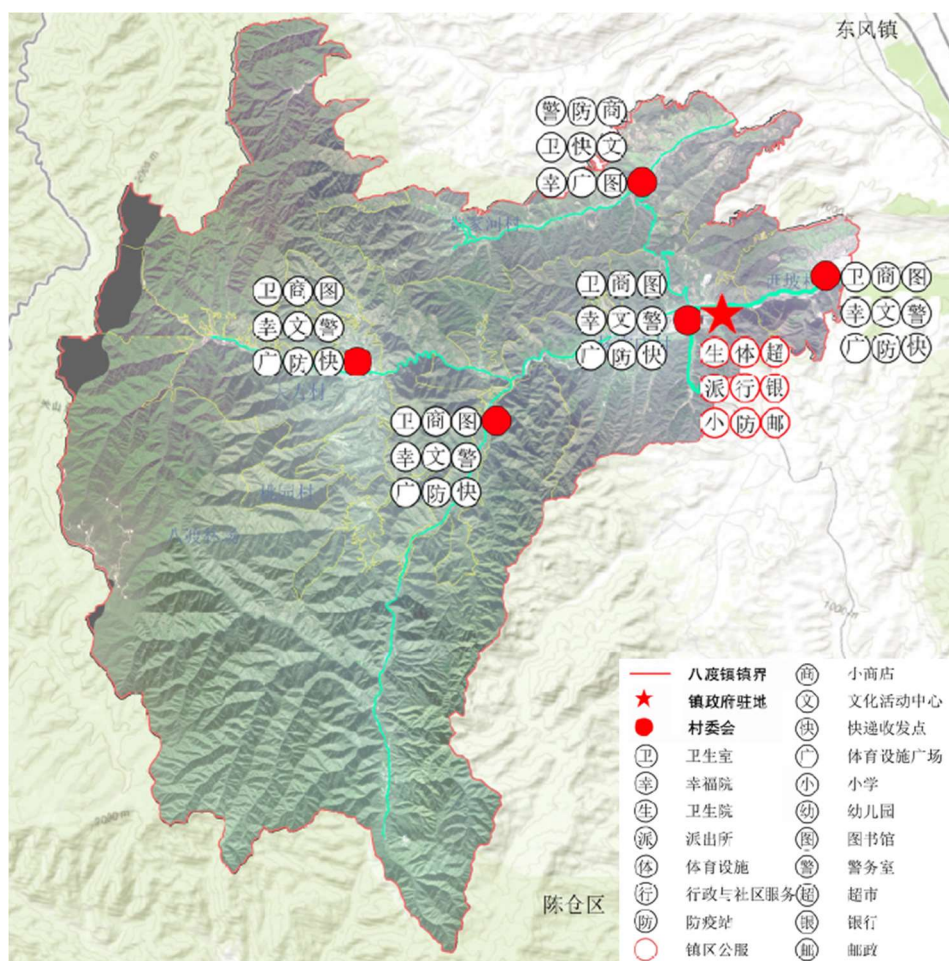 东风镇
警防商
卫快文
幸广图
卫商图
幸文警
广防快
卫商图
幸文警
广防快
卫商图
幸文警
广防快
生体超
派行银
小防邮
卫商图
幸文警
广防快
桃园村
1000 m
2000 m
陈仓区
八渡镇镇界
商 小商店
镇政府驻地
文 文化活动中心
村委会
快 快递收发点
卫 卫生室
广 体育设施广场
幸 幸福院
小 小学
生 卫生院
幼 幼儿园
派 派出所
图 图书馆
体 体育设施
警 警务室
行 行政与社区服务
超 超市
防 防疫站
银 银行
镇区公服
邮 邮政